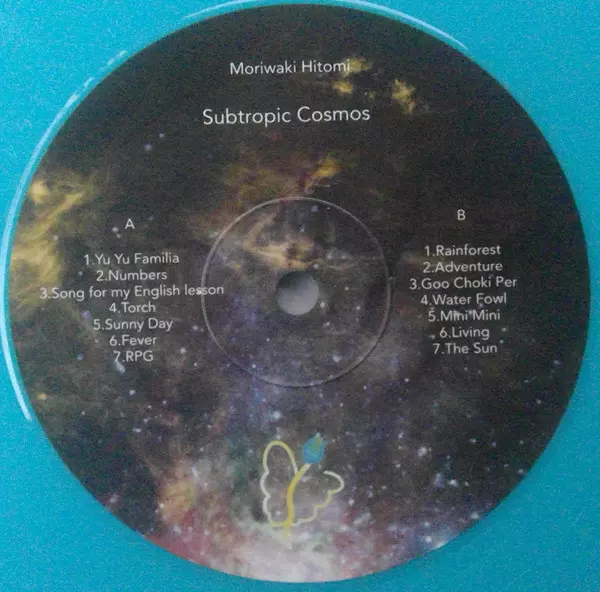 Moriwaki Hitomi
Subtropic Cosmos
A
1.Yu Yu Familia
2.Numbers
3.Song for my English lesson
4.Torch
5.Sunny Day
6.Fever
7.RPG
B
1.Rainforest
2.Adventure
3.Goo Choki Per
4.Water Fowl
5.Mini Mini
6.Living
7.The Sun